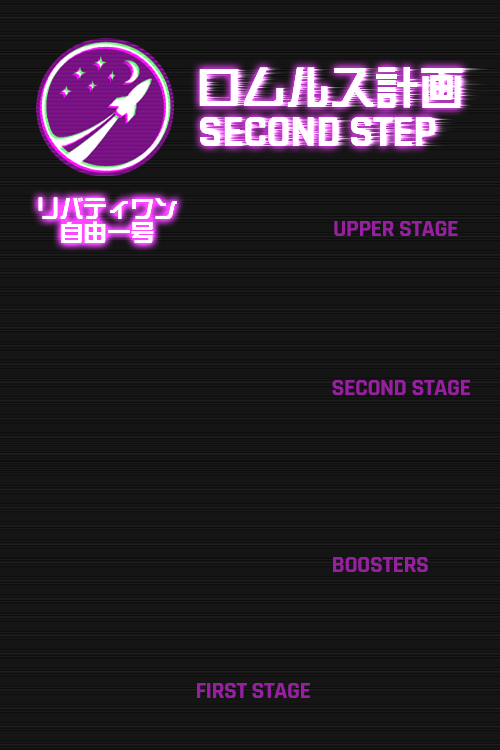 ロムルス計画
SECOND STEP
リバティワン
自由一号
UPPER STAGE
SECOND STAGE
BOOSTERS
FIRST STAGE